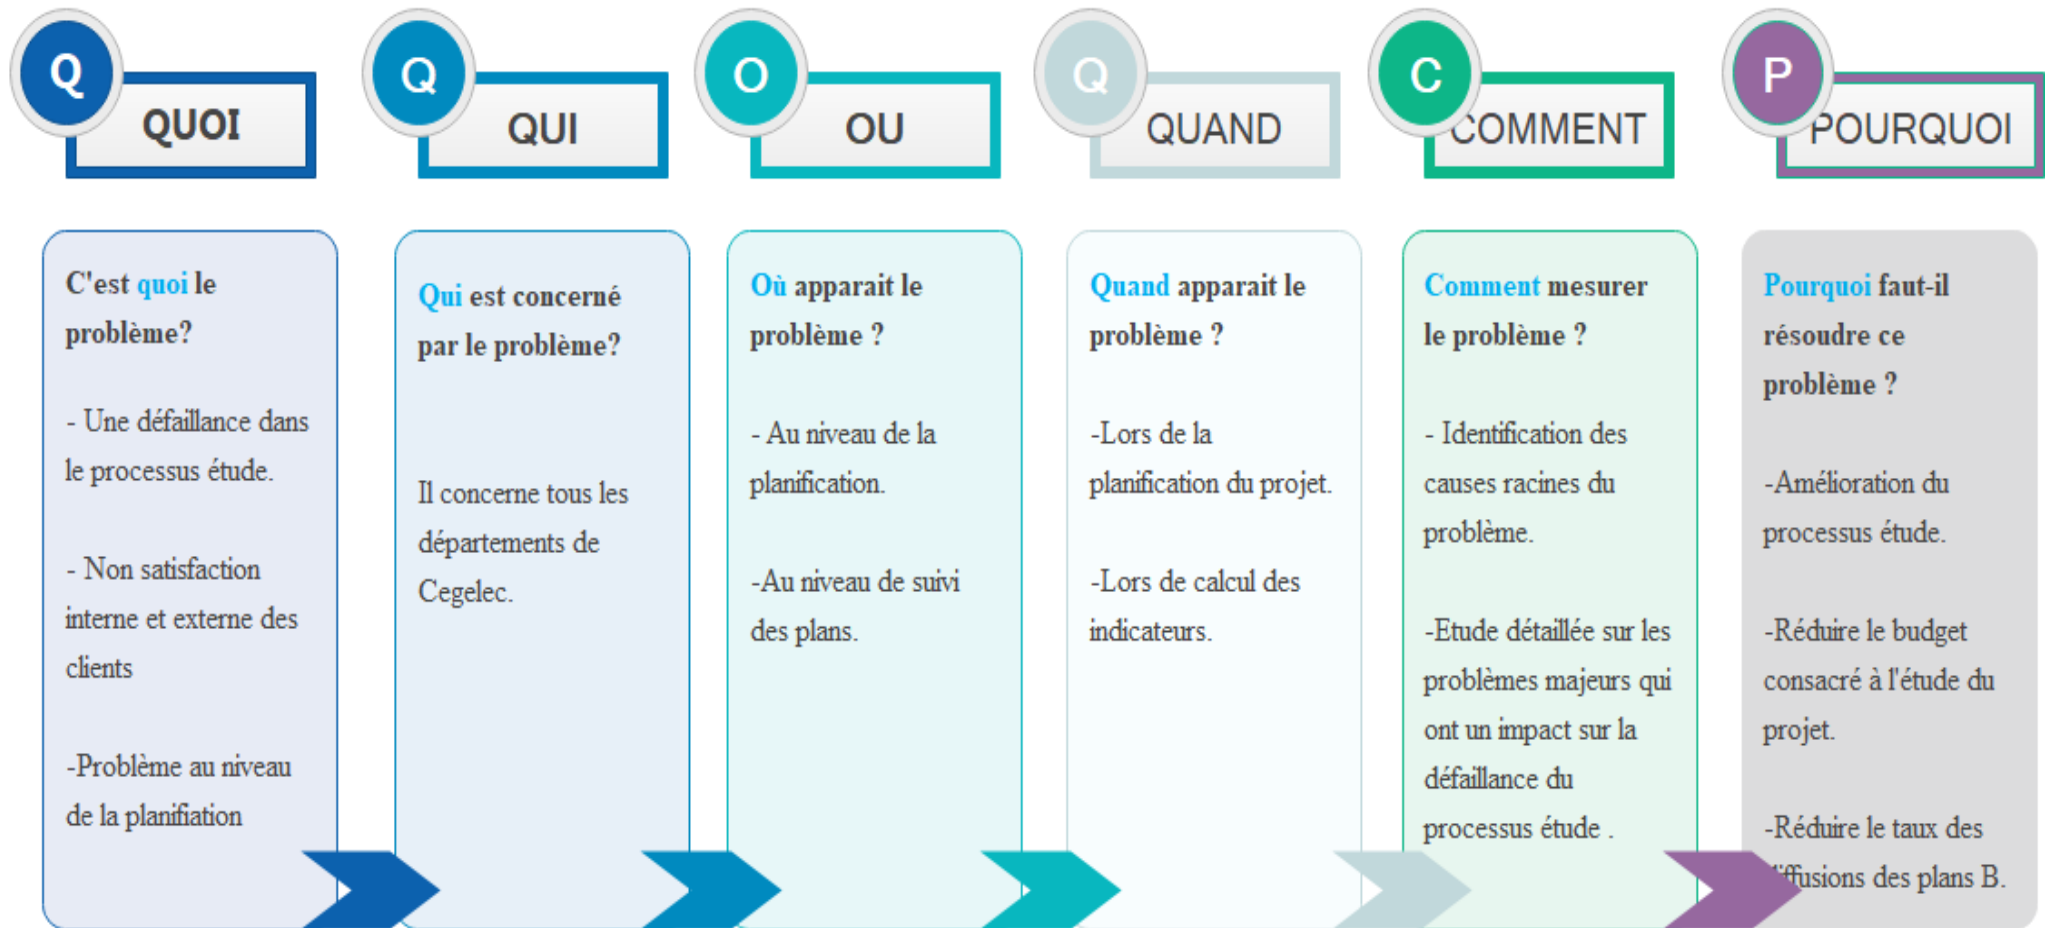 Q
QUOI
C'est quoi le
problème?
- Une défaillance dans
le processus étude.
- Non satisfaction
interne et externe des
clients
-Problème au niveau
de la planifiation
Q
QUI
Qui est concerné
par le problème?
Il concerne tous les
départements de
Cegelec.
O
OU
Où apparait le
problème ?
- Au niveau de la
planification.
-Au niveau de suivi
des plans.
Q
QUAND
Quand apparait le
problème ?
-Lors de la
planification du projet.
-Lors de calcul des
indicateurs.
C
COMMENT
Comment mesurer
le problème ?
- Identification des
causes racines du
problème.
-Etude détaillée sur les
problèmes majeurs qui
ont un impact sur la
défaillance du
processus étude .
P
POURQUOI
Pourquoi faut-il
résoudre ce
problème ?
-Amélioration du
processus étude.
-Réduire le budget
consacré à l'étude du
projet.
-Réduire le taux des
diffusions des plans B.